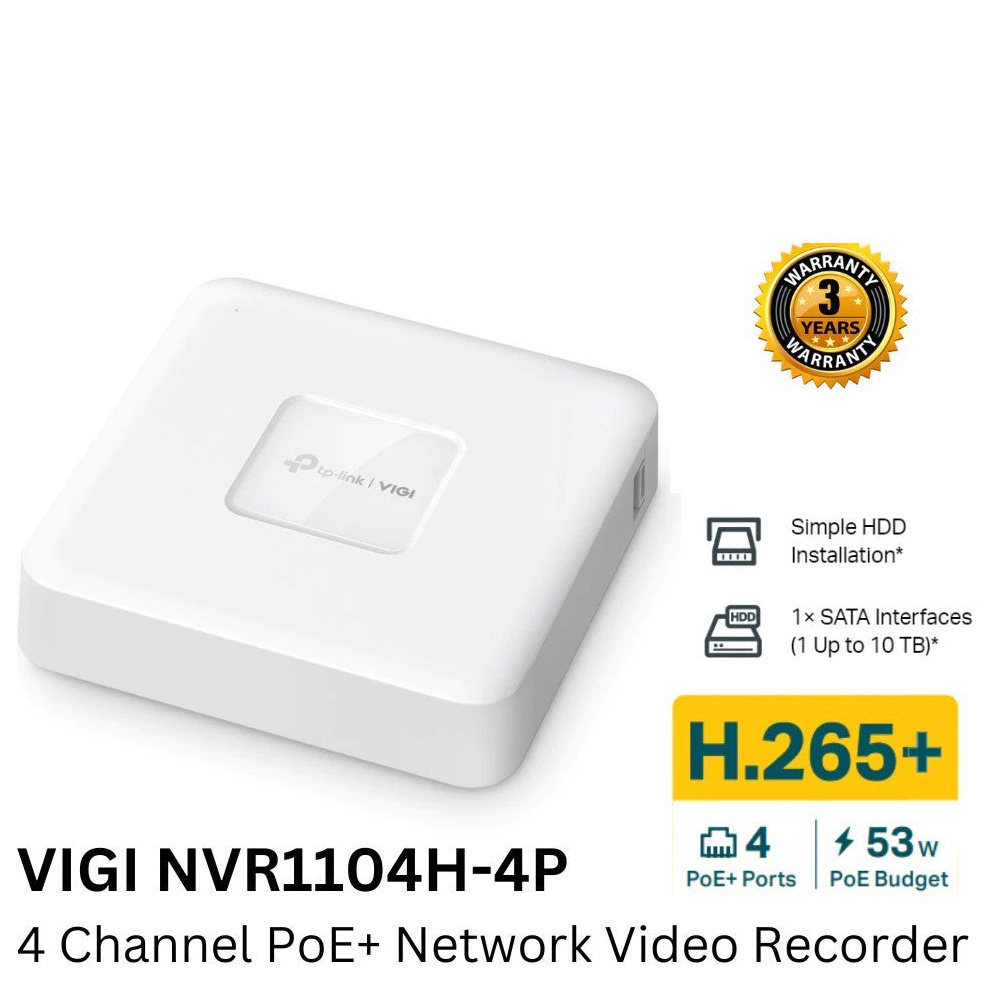 WARRANTY
3
YEARS
WARRANTY
tp-link | VIGI
Simple HDD
Installation*
HDD
1× SATA Interfaces
(1 Up to 10 TB)*
H.265+
4
PoE+ Ports
53W
PoE Budget
VIGI NVR1104H-4P
4 Channel PoE+ Network Video Recorder